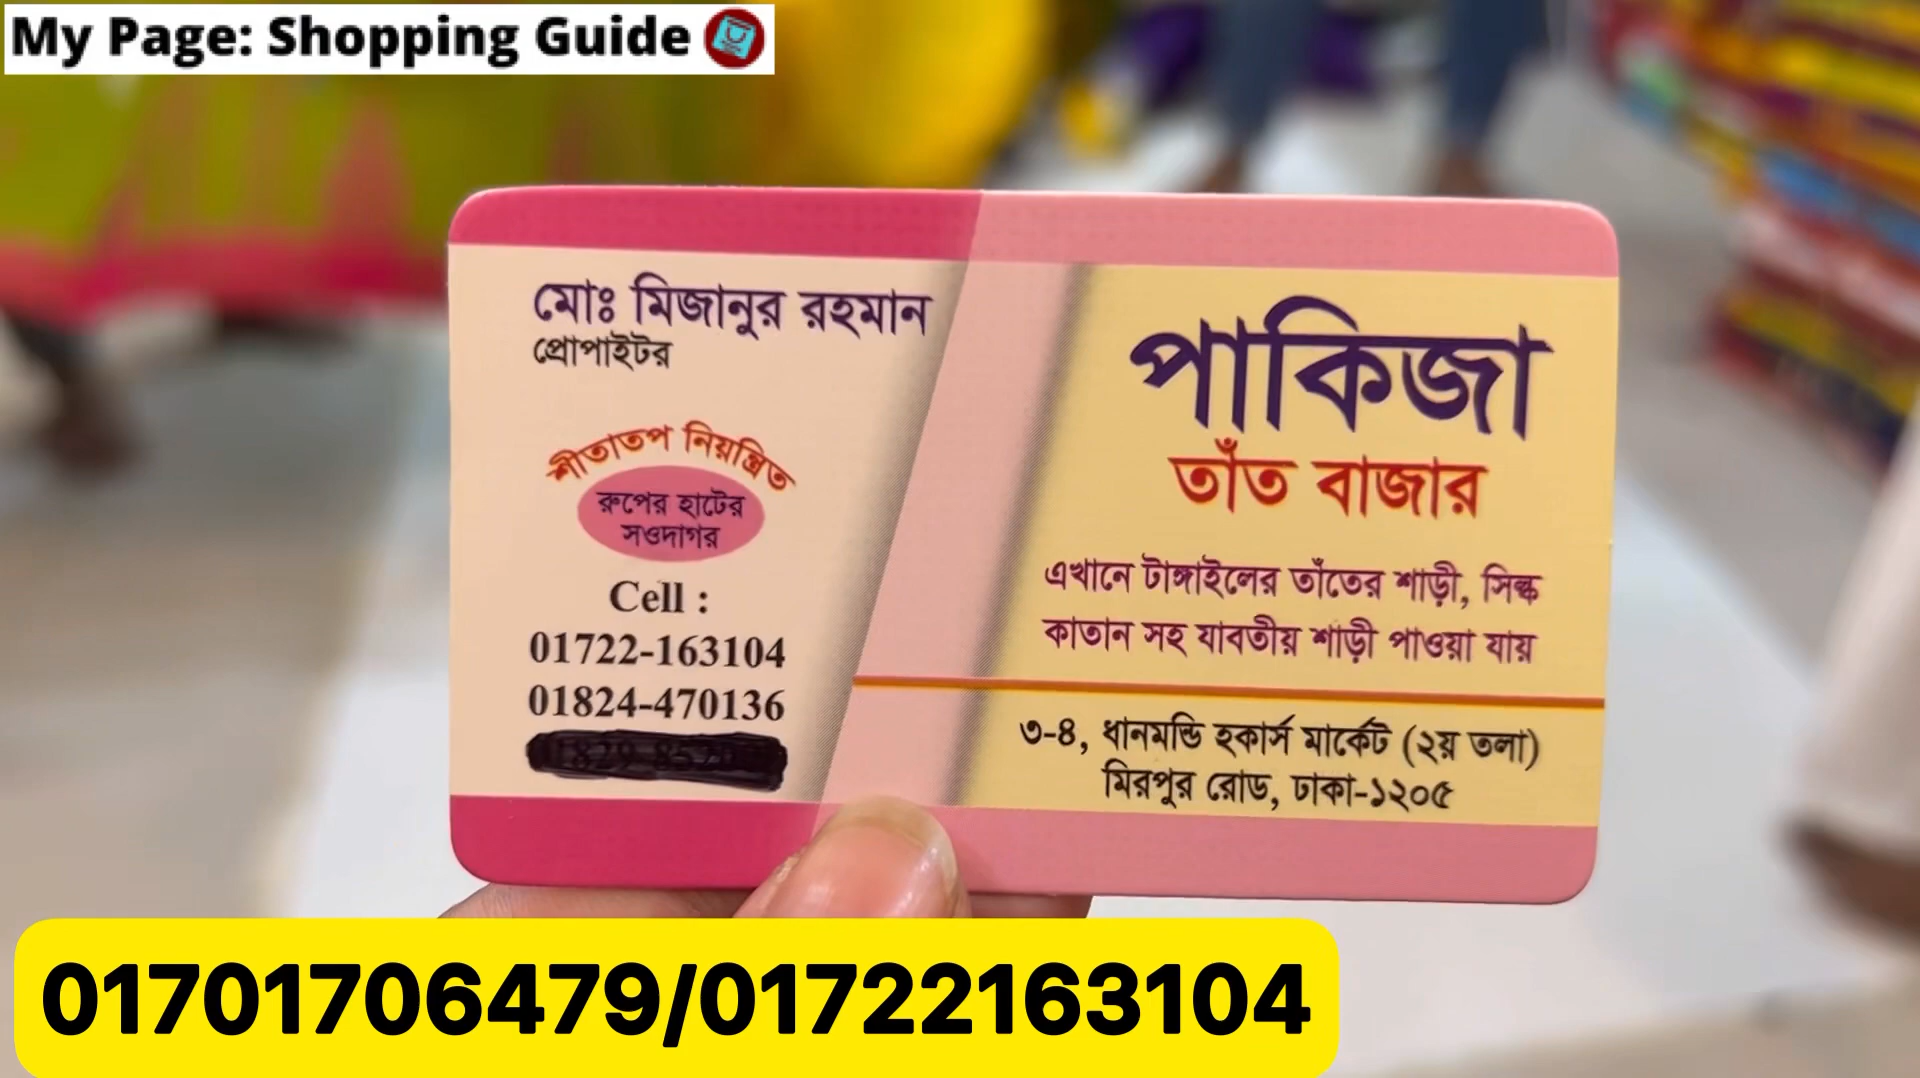 My Page: Shopping Guide
মোঃ মিজানুর রহমান
প্রোপাইটর
শীতাতপ নিয়ন্ত্রিত
রুপের হাটের
সওদাগর
Cell :
01722-163104
01824-470136
পাকিজা
তাঁত বাজার
এখানে টাঙ্গাইলের তাঁতের শাড়ী, সিল্ক
কাতান সহ যাবতীয় শাড়ী পাওয়া যায়
৩-৪, ধানমন্ডি হকার্স মার্কেট (২য় তলা)
মিরপুর রোড, ঢাকা-১২০৫
01701706479/01722163104